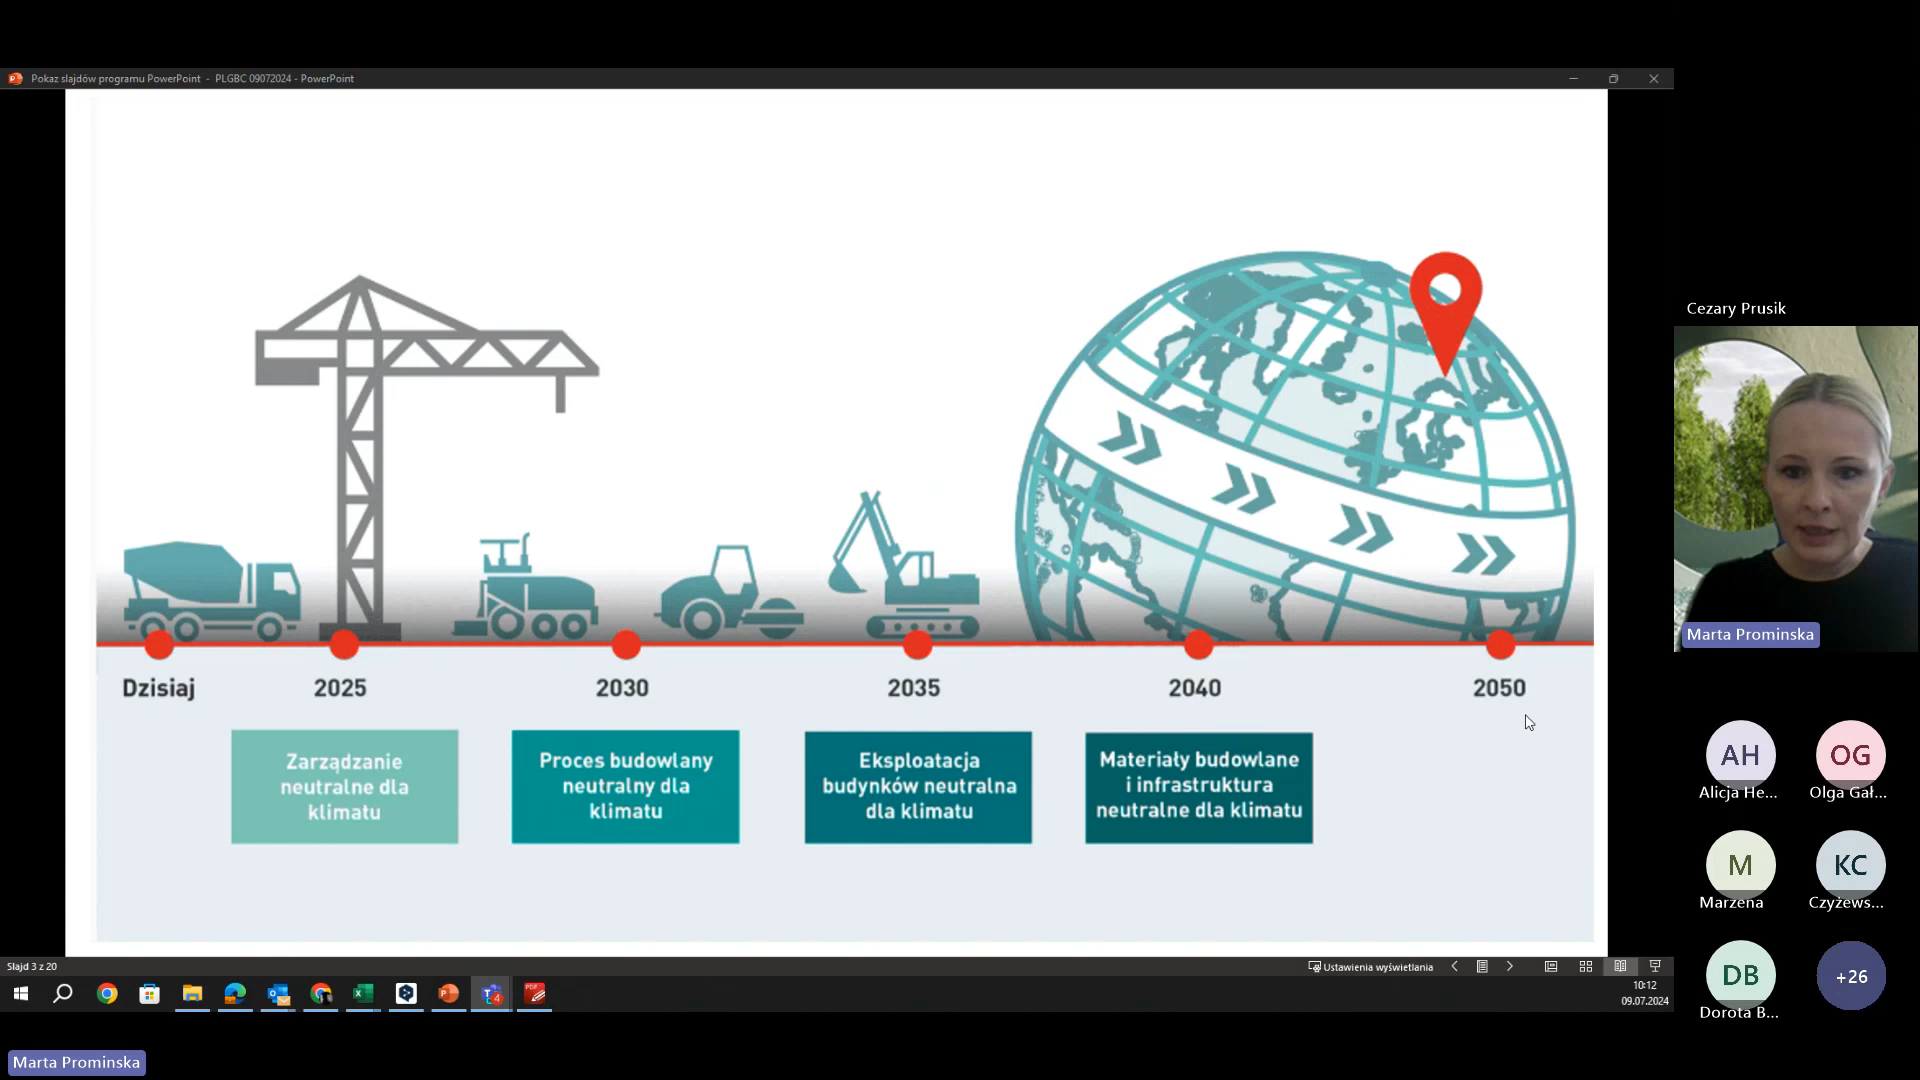 Pokaz slajdów programu PowerPoint - PLGBC 09072024 - PowerPoint
Dzisiaj
2025
2030
2035
2040
2050
Zarządzanie
neutralne dla
klimatu
Proces budowlany
neutralny dla
klimatu
Eksploatacja
budynków neutralna
dla klimatu
Materiały budowlane
i infrastruktura
neutralne dla klimatu
Slajd 3 z 20
Ustawienia wyświetlania
10:12
09.07.2024
Cezary Prusik
Marta Prominska
AH
Alicja He...
OG
Olga Gał...
M
Marzena
KC
Czyżews...
DB
Dorota B...
+26
Marta Prominska